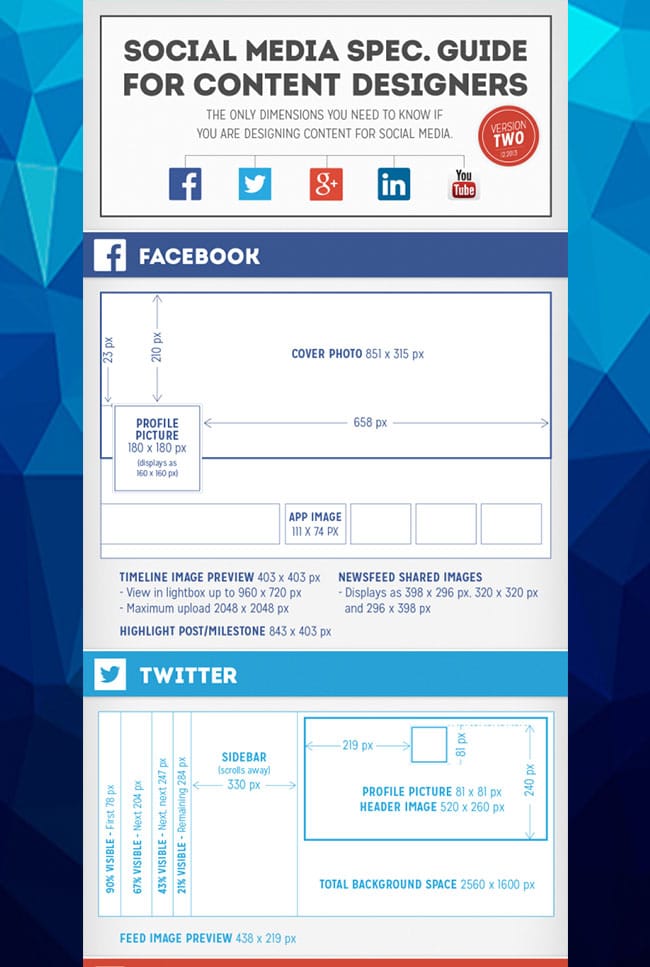 SOCIAL MEDIA SPEC. GUIDE
FOR CONTENT DESIGNERS
THE ONLY DIMENSIONS YOU NEED TO KNOW IF
YOU ARE DESIGNING CONTENT FOR SOCIAL MEDIA.
VERSION
TWO
12.2013
f
g+
in
You
Tube
f
FACEBOOK
23 px
210 px
COVER PHOTO 851 x 315 px
PROFILE
PICTURE
180 x 180 px
(displays as
160 x 160 px)
658 px
APP IMAGE
111 X 74 PX
TIMELINE IMAGE PREVIEW 403 x 403 px
- View in lightbox up to 960 x 720 px
- Maximum upload 2048 x 2048 px
NEWSFEED SHARED IMAGES
- Displays as 398 x 296 px, 320 x 320 px
and 296 x 398 px
HIGHLIGHT POST/MILESTONE 843 x 403 px
TWITTER
90% VISIBLE - First 78 px
67% VISIBLE - Next 204 px
43% VISIBLE - Next, next 247 px
21% VISIBLE - Remaining 284 px
SIDEBAR
(scrolls away)
330 px
219 px
81 px
240 px
PROFILE PICTURE 81 x 81 px
HEADER IMAGE 520 x 260 px
TOTAL BACKGROUND SPACE 2560 x 1600 px
FEED IMAGE PREVIEW 438 x 219 px